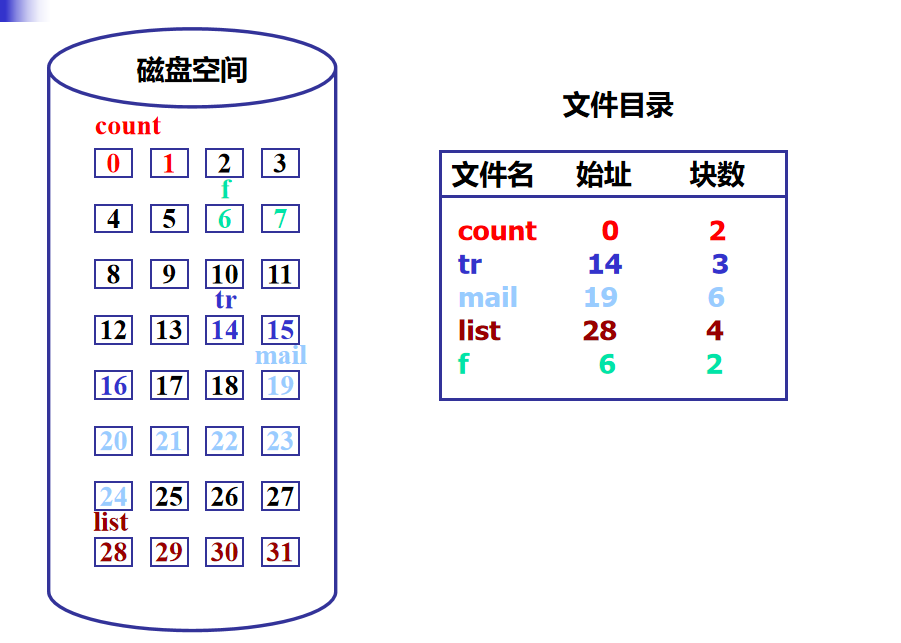 磁盘空间
count
0 1 2 3
f
4 5 6 7
8 9 10 11
tr
12 13 14 15
mail
16 17 18 19
20 21 22 23
24 25 26 27
list
28 29 30 31
文件目录
文件名 始址 块数
count 0 2
tr 14 3
mail 19 6
list 28 4
f 6 2